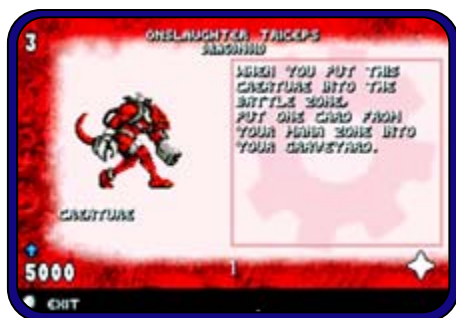 3
ONSLAUGHTER TRICEPS
DRAGONOID
WHEN YOU PUT THIS
CREATURE INTO THE
BATTLE ZONE,
PUT ONE CARD FROM
YOUR MANA ZONE INTO
YOUR GRAVEYARD.
CREATURE
5000
1
EXIT